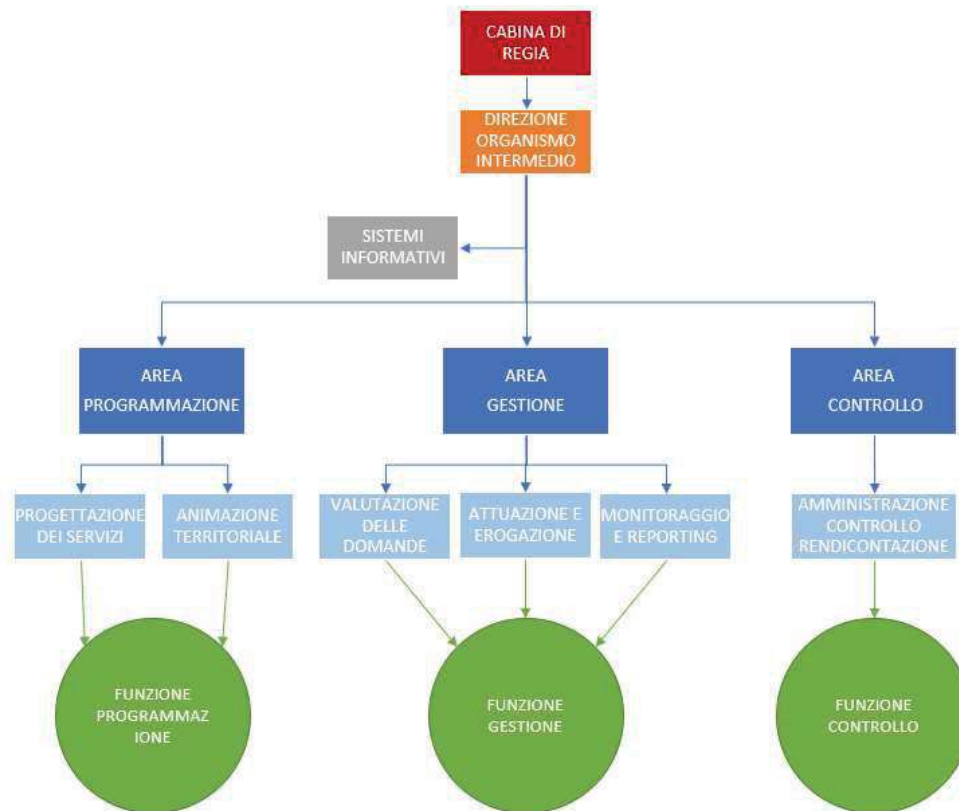 CABINA DI
REGIA
DIREZIONE
ORGANISMO
INTERMEDIO
SISTEMI
INFORMATIVI
AREA
PROGRAMMAZIONE
AREA
GESTIONE
AREA
CONTROLLO
PROGETTAZIONE
DEI SERVIZI
ANIMAZIONE
TERRITORIALE
VALUTAZIONE
DELLE
DOMANDE
ATTUAZIONE E
EROGAZIONE
MONITORAGGIO
E REPORTING
AMMINISTRAZIONE
CONTROLLO
RENDICONTAZIONE
FUNZIONE
PROGRAMMAZ
IONE
FUNZIONE
GESTIONE
FUNZIONE
CONTROLLO